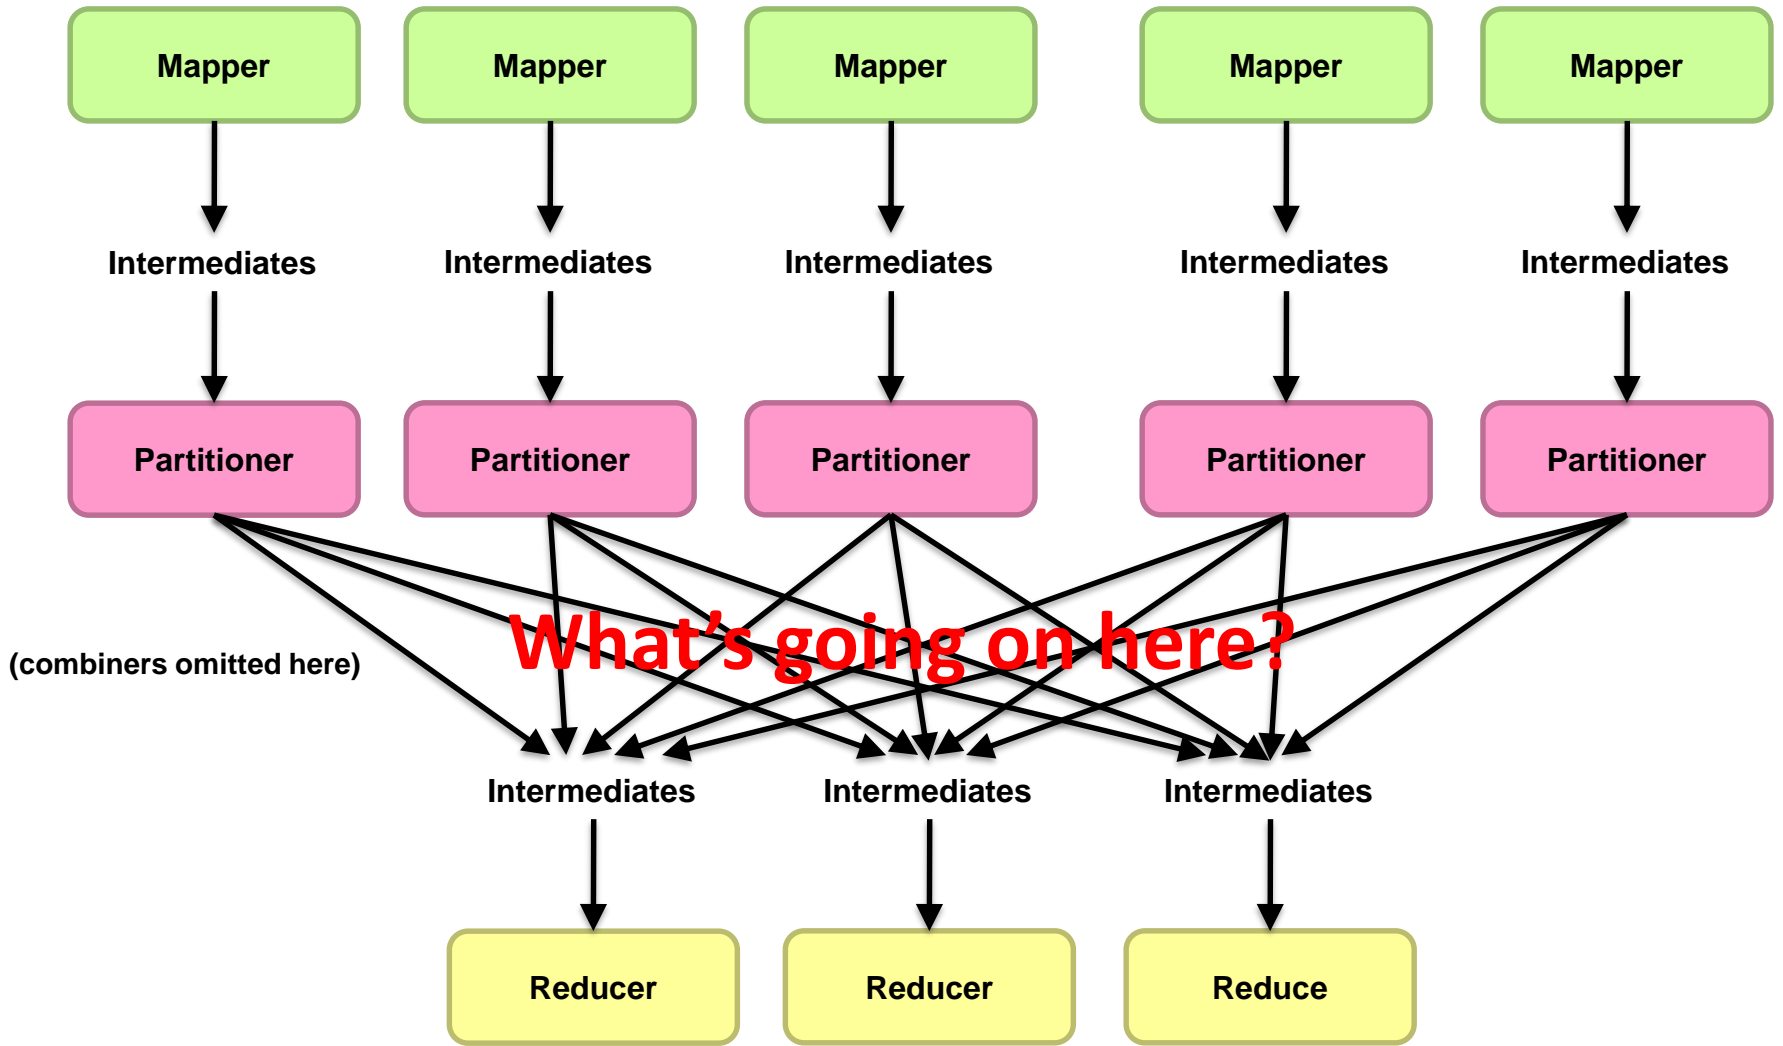 Mapper
Mapper
Mapper
Mapper
Mapper
Intermediates
Intermediates
Intermediates
Intermediates
Intermediates
Partitioner
Partitioner
Partitioner
Partitioner
Partitioner
What’s going on here?
(combiners omitted here)
Intermediates
Intermediates
Intermediates
Reducer
Reducer
Reduce